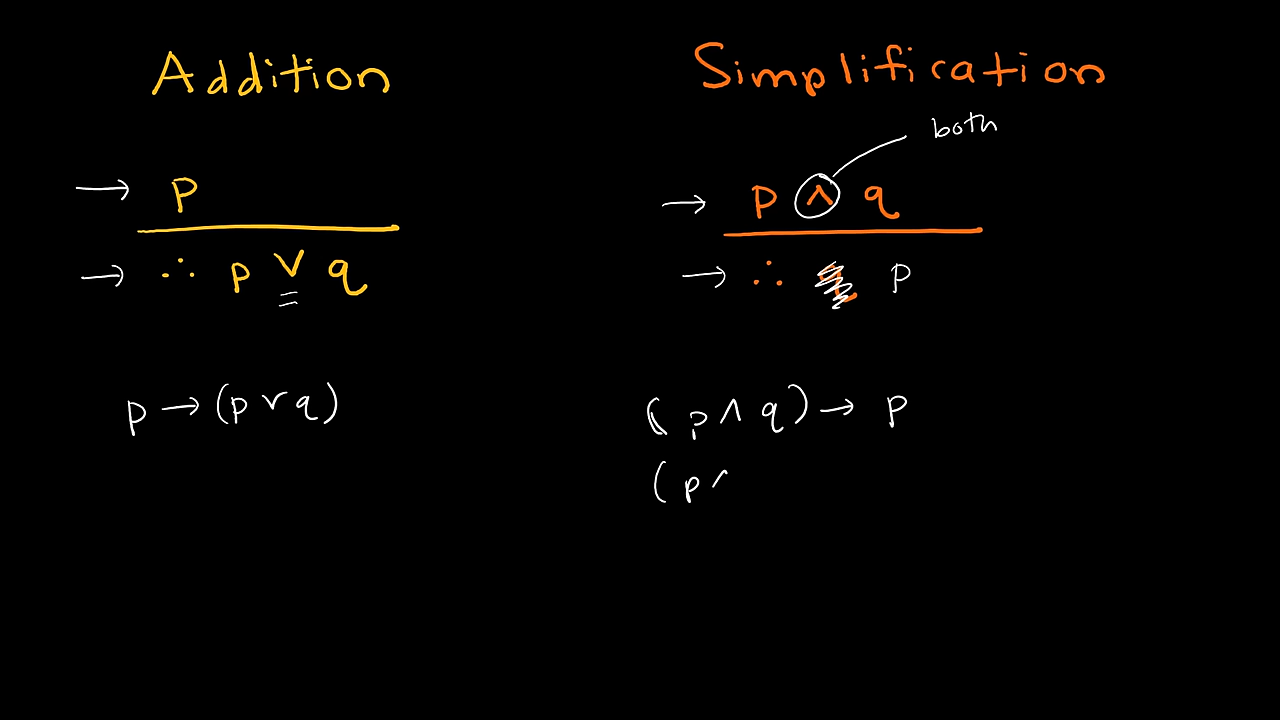 Addition
→ p
→ ∴ p ∨ q
p → (p ∨ q)
Simplification
both
→ p ∧ q
→ ∴ p
(p ∧ q) → p
(p ∧